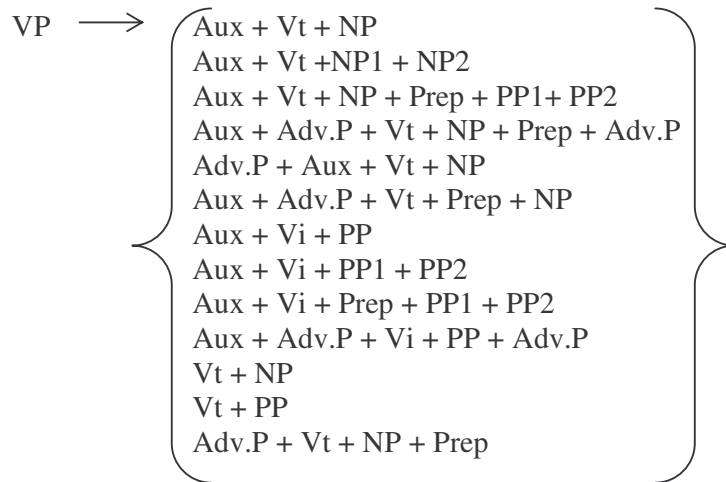 VP ⟶ Aux + Vt + NP
Aux + Vt +NP1 + NP2
Aux + Vt + NP + Prep + PP1+ PP2
Aux + Adv.P + Vt + NP + Prep + Adv.P
Adv.P + Aux + Vt + NP
Aux + Adv.P + Vt + Prep + NP
Aux + Vi + PP
Aux + Vi + PP1 + PP2
Aux + Vi + Prep + PP1 + PP2
Aux + Adv.P + Vi + PP + Adv.P
Vt + NP
Vt + PP
Adv.P + Vt + NP + Prep